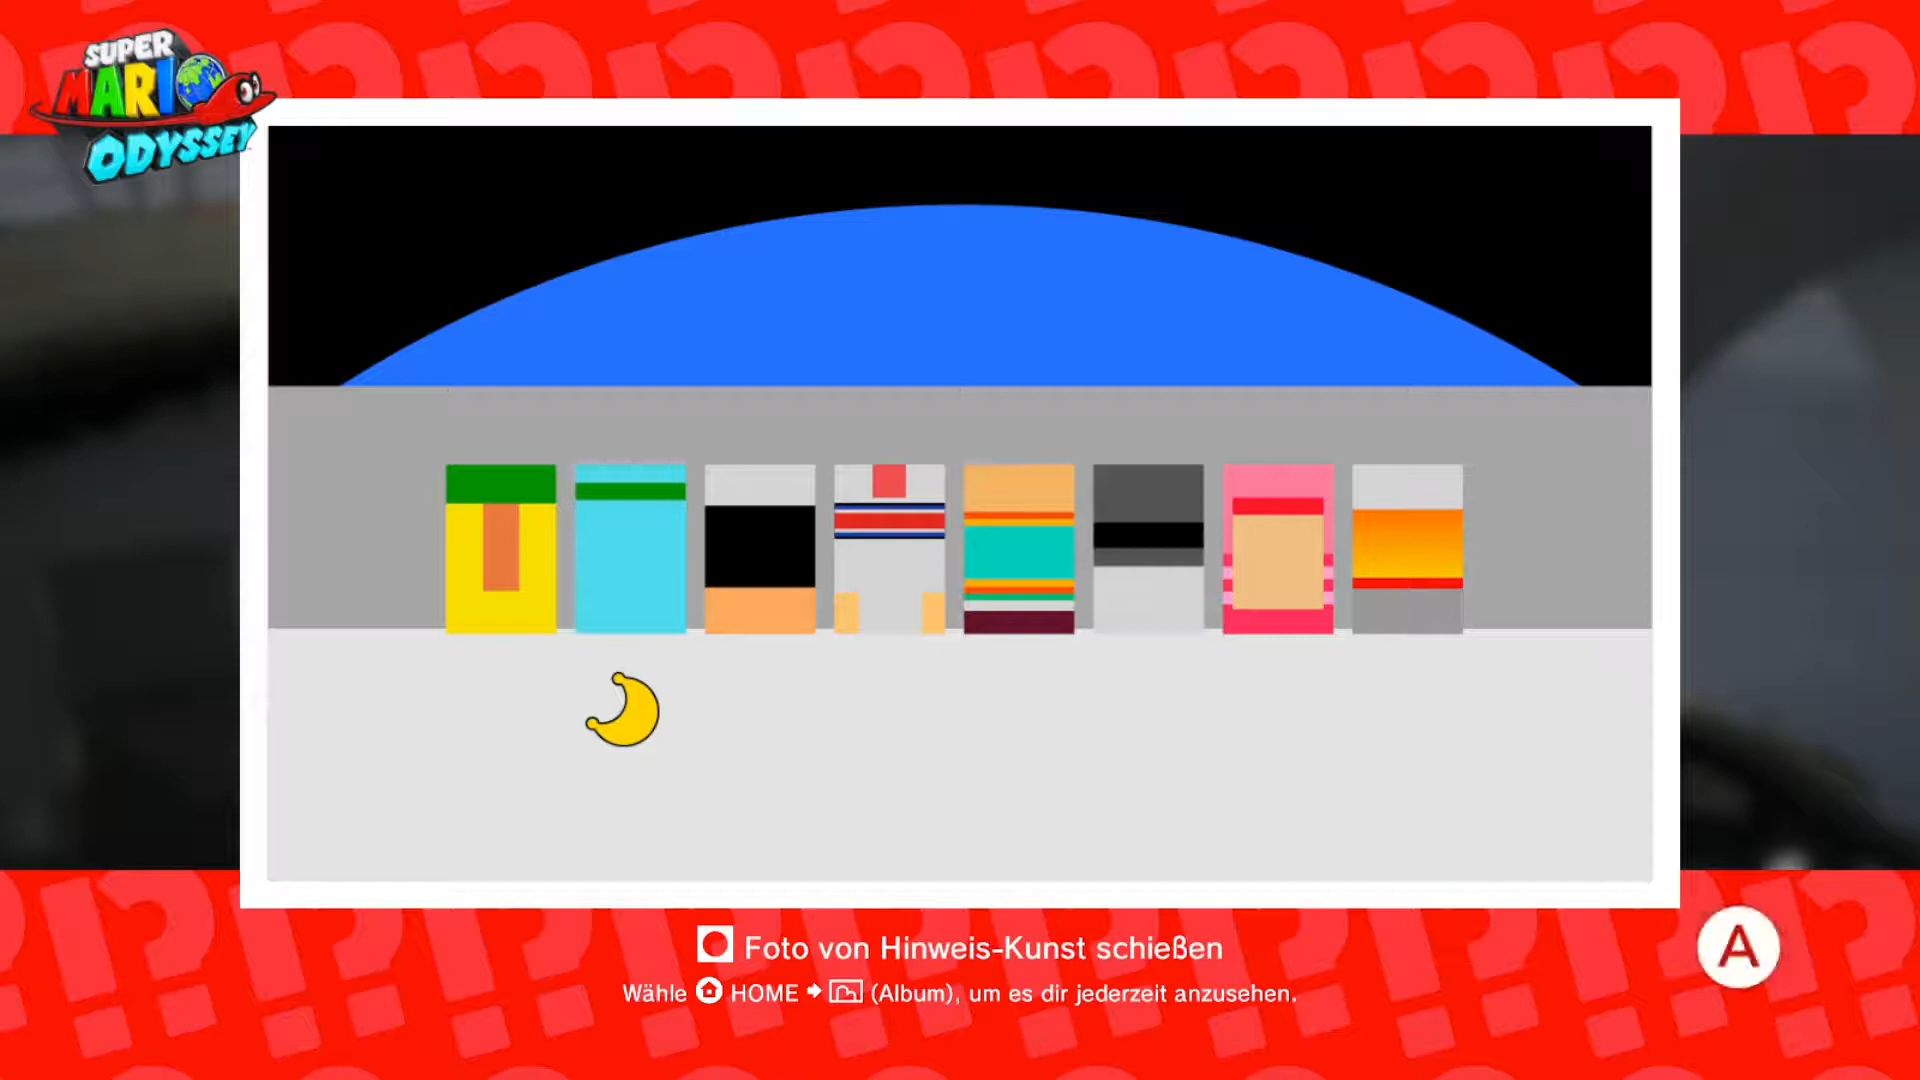 SUPER
MARIO
ODYSSEY
Foto von Hinweis-Kunst schießen
Wähle HOME → (Album), um es dir jederzeit anzusehen.
A